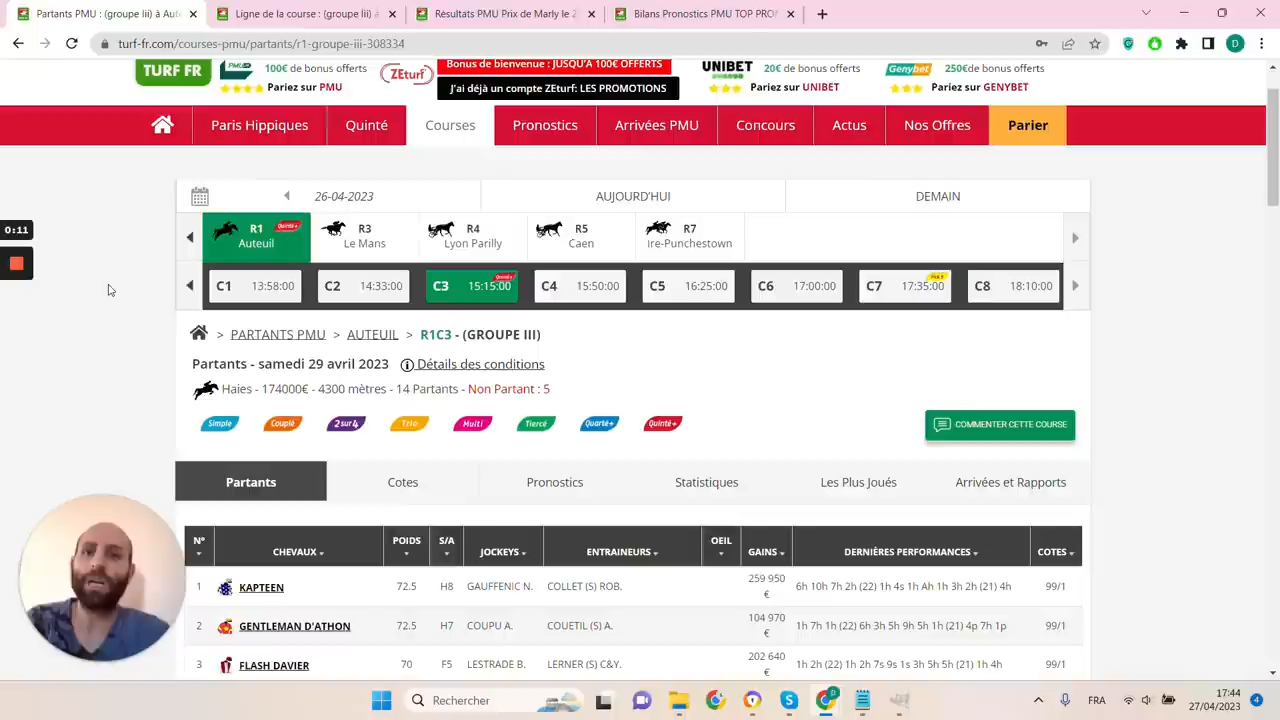 Partants PMU : (groupe iii) à Aute
Ligne de course : (groupe iii) à A
Résultats PMU Prix de Marly le 2
Bilans Pronostics PMU TOP PRO
turf-fr.com/courses-pmu/partants/r1-groupe-iii-308334
D
TURF FR
PMU
100€ de bonus offerts
Pariez sur PMU
ZEturf
Bonus de bienvenue : JUSQU'A 100€ OFFERTS
J'ai déjà un compte ZEturf: LES PROMOTIONS
UNIBET
20€ de bonus offerts
Pariez sur UNIBET
Genybet
250€de bonus offerts
Pariez sur GENYBET
Paris Hippiques
Quinté
Courses
Pronostics
Arrivées PMU
Concours
Actus
Nos Offres
Parier
26-04-2023
AUJOURD'HUI
DEMAIN
0:11
R1 Quinté+
Auteuil
R3
Le Mans
R4
Lyon Parilly
R5
Caen
R7
Ire-Punchestown
C1 13:58:00
C2 14:33:00
C3 15:15:00 Quinté+
C4 15:50:00
C5 16:25:00
C6 17:00:00
C7 17:35:00 Pick 5
C8 18:10:00
> PARTANTS PMU > AUTEUIL > R1C3 - (GROUPE III)
Partants - samedi 29 avril 2023 Détails des conditions
Haies - 174000€ - 4300 mètres - 14 Partants - Non Partant : 5
Simple Couplé 2 sur 4 Trio Multi Tiercé Quarté+ Quinté+
COMMENTER CETTE COURSE
Partants Cotes Pronostics Statistiques Les Plus Joués Arrivées et Rapports
N° CHEVAUX POIDS S/A JOCKEYS ENTRAINEURS OEIL GAINS DERNIÈRES PERFORMANCES COTES
1 KAPTEEN 72.5 H8 GAUFFENIC N. COLLET (S) ROB. 259 950 € 6h 10h 7h 2h (22) 1h 4s 1h Ah 1h 3h 2h (21) 4h 99/1
2 GENTLEMAN D'ATHON 72.5 H7 COUPU A. COUETIL (S) A. 104 970 € 1h 7h 1h (22) 6h 3h 5h 9h 5h 1h (21) 4p 7h 1p 99/1
3 FLASH DAVIER 70 F5 LESTRADE B. LERNER (S) C&Y. 202 640 € 1h 2h (22) 1h 2h 7s 9s 1s 3h 5h 5h (21) 1h 4h 99/1
Rechercher
FRA
17:44
27/04/2023
4